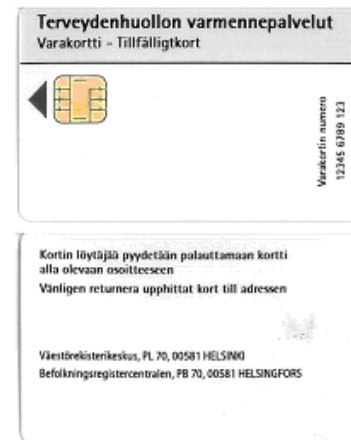 Terveydenhuollon varmennepalvelut
Varakortti - Tillfälligtkort
Varakortin numero
12345 6789 123
Kortin löytäjää pyydetään palauttamaan kortti
alla olevaan osoitteeseen
Vänligen returnera upphittat kort till adressen
Väestörekisterikeskus, PL 70, 00581 HELSINKI
Befolkningsregistercentralen, PB 70, 00581 HELSINGFORS